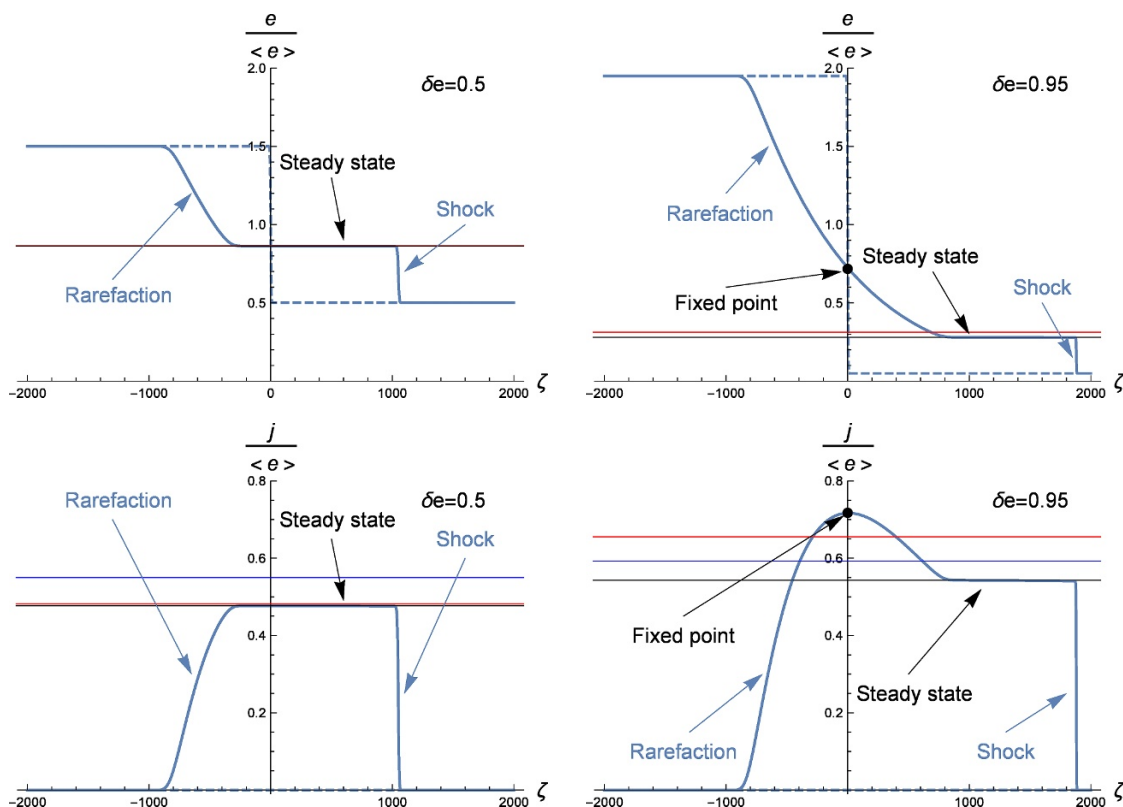 e
< e >
2.0
δe=0.5
1.5
Steady state
1.0
Shock
Rarefaction
0.5
−2000
−1000
0
1000
2000
ζ
e
< e >
2.0
δe=0.95
1.5
Rarefaction
1.0
Steady state
Fixed point
0.5
Shock
−2000
−1000
0
1000
2000
ζ
j
< e >
0.8
δe=0.5
Rarefaction
Steady state
Shock
0.6
0.4
0.2
−2000
−1000
0
1000
2000
ζ
j
< e >
0.8
δe=0.95
0.6
Fixed point
0.4
Steady state
0.2
Rarefaction
Shock
−2000
−1000
0
1000
2000
ζ